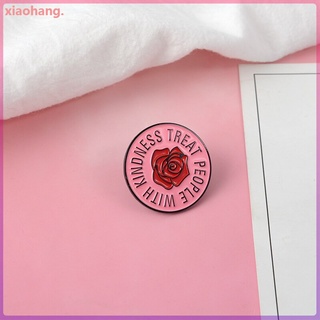 xiaohang.
TREAT PEOPLE WITH KINDNESS